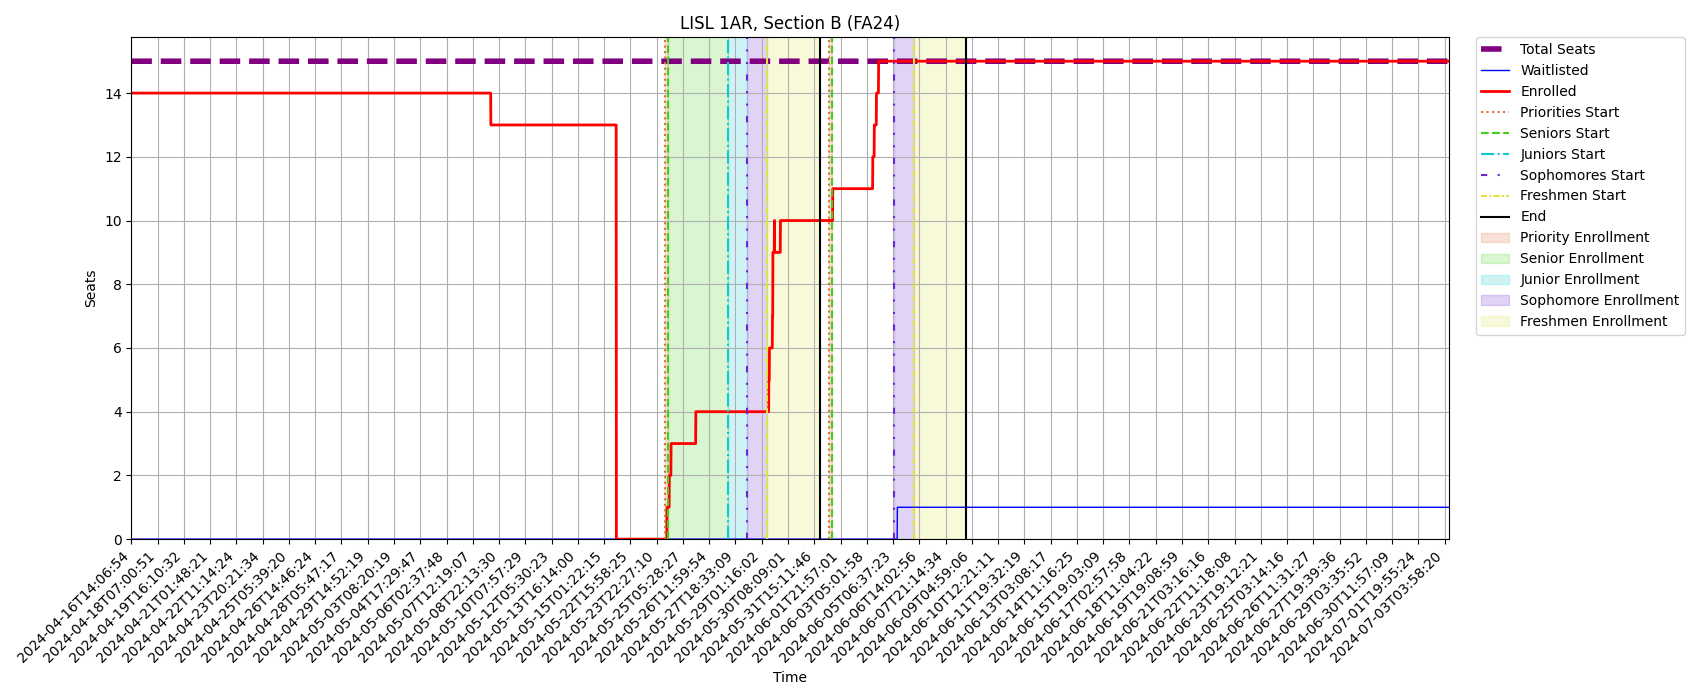 LISL 1AR, Section B (FA24)
Total Seats
Waitlisted
Enrolled
Priorities Start
Seniors Start
Juniors Start
Sophomores Start
Freshmen Start
End
Priority Enrollment
Senior Enrollment
Junior Enrollment
Sophomore Enrollment
Freshmen Enrollment
Seats
14
12
10
8
6
4
2
0
2024-04-16T14:06:54
2024-04-18T07:00:51
2024-04-19T16:10:32
2024-04-21T01:48:21
2024-04-22T11:14:24
2024-04-23T20:21:34
2024-04-25T05:39:20
2024-04-26T14:46:24
2024-04-28T05:47:17
2024-04-29T14:52:19
2024-05-03T08:20:19
2024-05-04T17:29:47
2024-05-07T12:37:48
2024-05-07T12:19:07
2024-05-08T22:13:30
2024-05-10T07:57:29
2024-05-12T05:30:23
2024-05-13T16:14:00
2024-05-15T01:22:15
2024-05-22T15:58:25
2024-05-23T22:27:10
2024-05-25T05:28:27
2024-05-26T11:59:54
2024-05-27T18:33:09
2024-05-29T01:16:02
2024-05-30T08:09:01
2024-05-31T15:11:46
2024-06-01T21:57:01
2024-06-03T05:01:58
2024-06-05T06:37:23
2024-06-06T14:02:56
2024-06-07T21:14:34
2024-06-09T04:59:06
2024-06-10T12:21:11
2024-06-11T19:32:19
2024-06-13T03:08:17
2024-06-14T11:16:25
2024-06-15T19:03:09
2024-06-17T02:57:58
2024-06-18T11:04:22
2024-06-19T19:08:59
2024-06-21T03:16:16
2024-06-22T11:18:08
2024-06-23T19:12:21
2024-06-25T03:14:16
2024-06-26T11:31:27
2024-06-27T19:39:36
2024-06-29T03:35:52
2024-06-30T11:57:09
2024-07-01T19:55:24
2024-07-03T03:58:20
Time